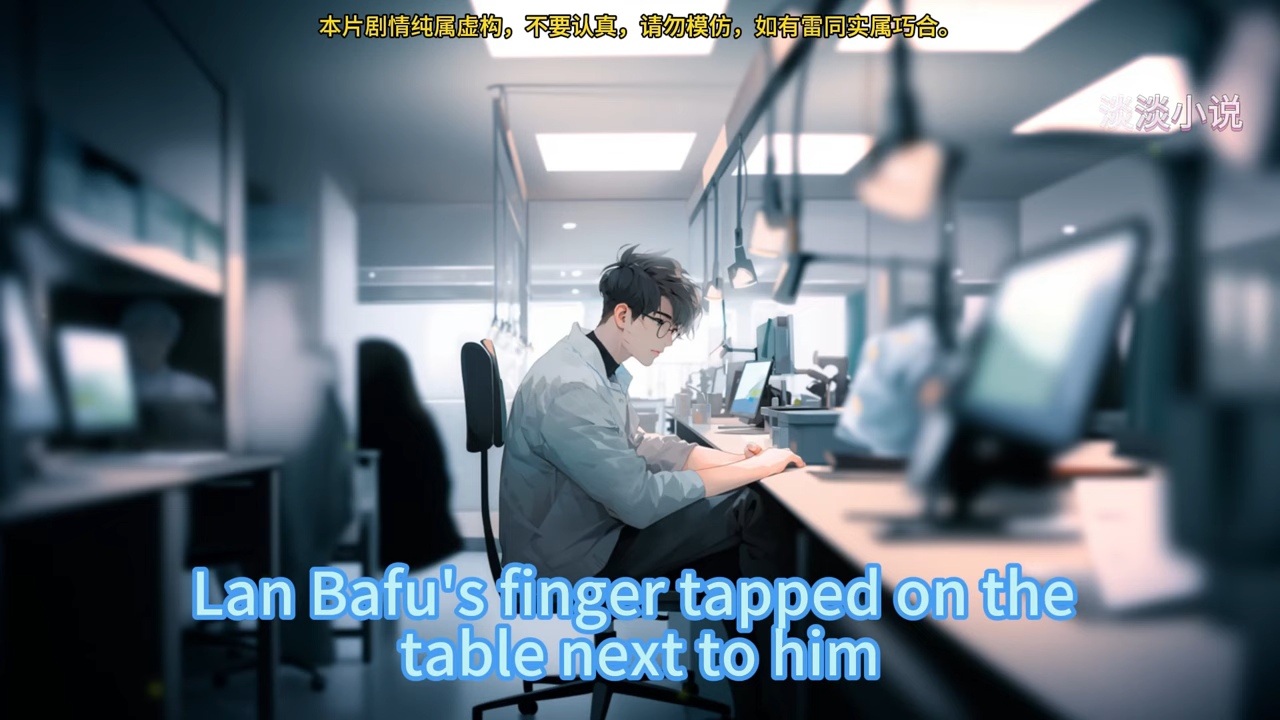 本片剧情纯属虚构，不要认真，请勿模仿，如有雷同实属巧合。
淡淡小说
Lan Bafu's finger tapped on the
table next to him